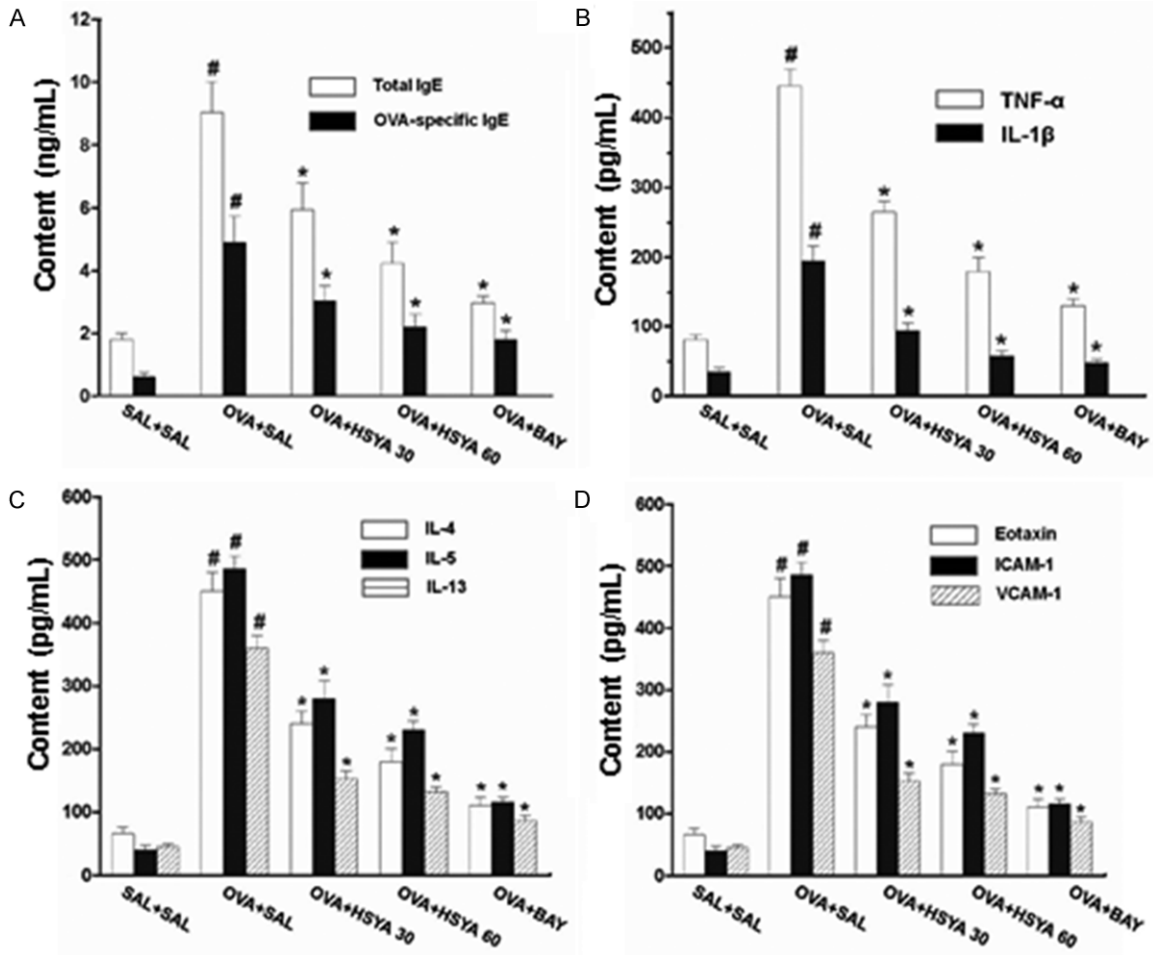 A
Content (ng/mL)
12
10
8
6
4
2
0
Total IgE
OVA-specific IgE
#
#
*
*
*
*
*
*
SAL+SAL
OVA+SAL
OVA+HSYA 30
OVA+HSYA 60
OVA+BAY
B
Content (pg/mL)
500
400
300
200
100
0
TNF-α
IL-1β
#
#
*
*
*
*
*
*
SAL+SAL
OVA+SAL
OVA+HSYA 30
OVA+HSYA 60
OVA+BAY
C
Content (pg/mL)
600
500
400
300
200
100
0
IL-4
IL-5
IL-13
#
#
#
*
*
*
*
*
*
*
*
*
SAL+SAL
OVA+SAL
OVA+HSYA 30
OVA+HSYA 60
OVA+BAY
D
Content (pg/mL)
600
500
400
300
200
100
0
Eotaxin
ICAM-1
VCAM-1
#
#
#
*
*
*
*
*
*
*
*
*
SAL+SAL
OVA+SAL
OVA+HSYA 30
OVA+HSYA 60
OVA+BAY